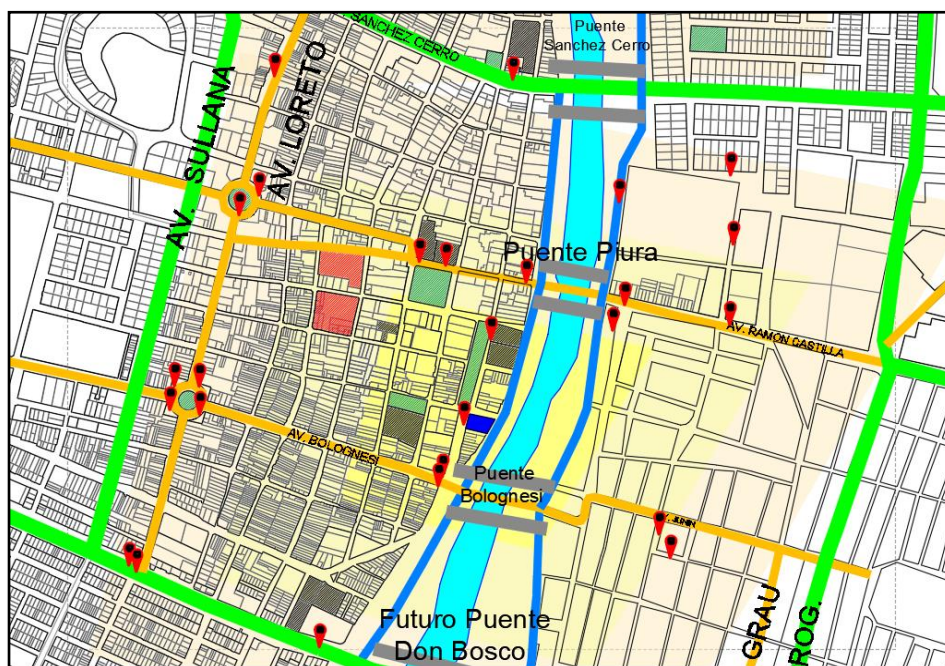 Puente
Sanchez Cerro
SANCHEZ CERRO
AV. SULLANA
AV. LORETO
Puente Piura
AV. RAMON CASTILLA
AV. BOLOGNESI
Puente
Bolognesi
JUNIN
Futuro Puente
Don Bosco
GRAU
ROG.